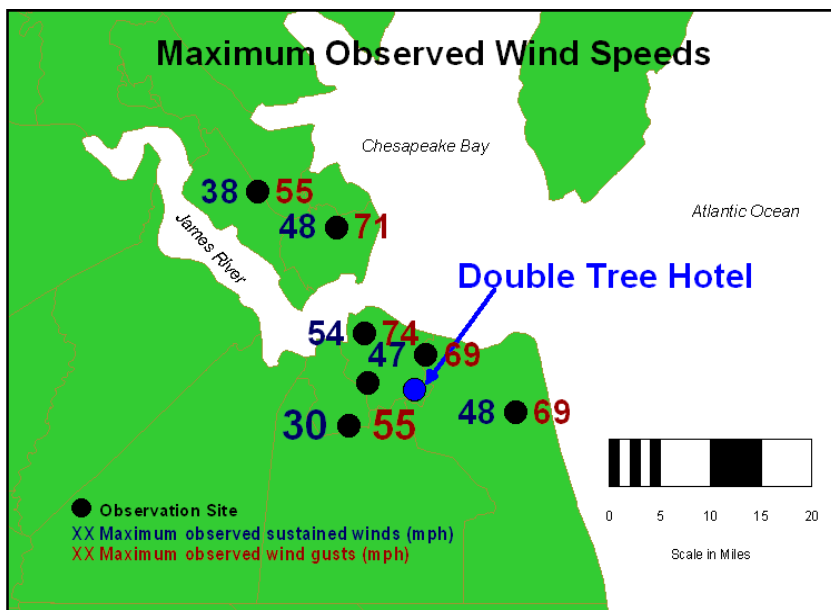 Maximum Observed Wind Speeds
Chesapeake Bay
38 55
Atlantic Ocean
48 71
James River
Double Tree Hotel
54 74
47 69
48 69
30 55
Observation Site
XX Maximum observed sustained winds (mph)
XX Maximum observed wind gusts (mph)
0 5 10 15 20
Scale in Miles